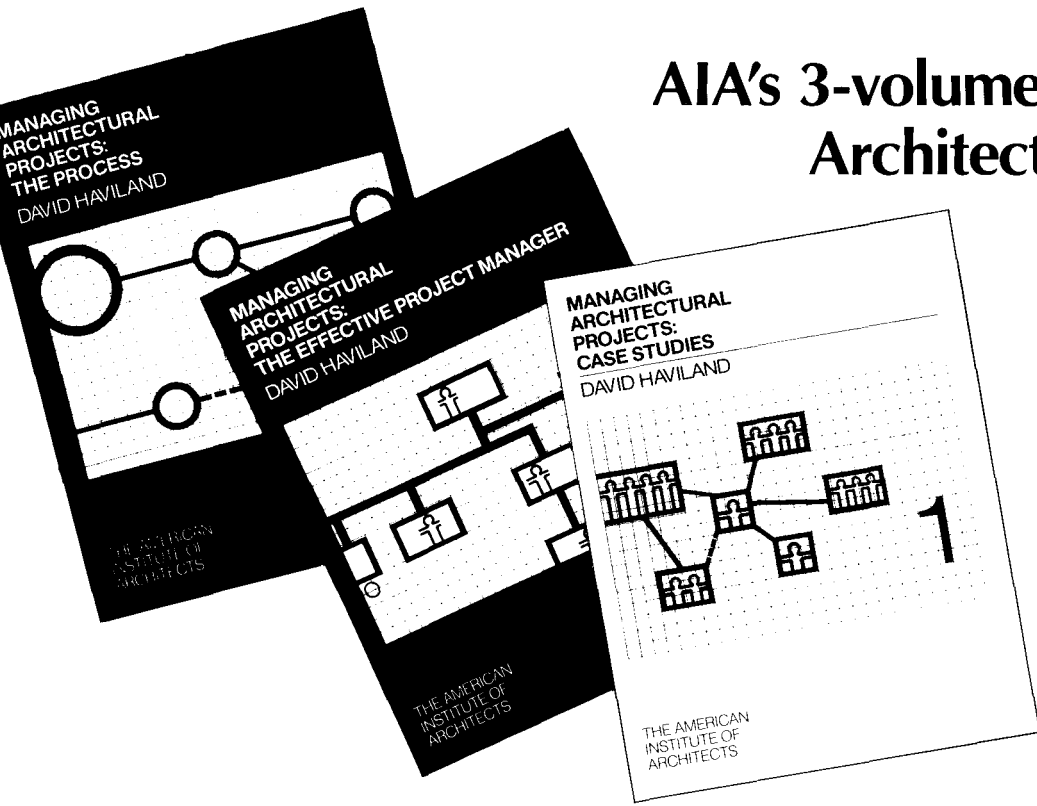 AIA's 3-volume
Architect
MANAGING
ARCHITECTURAL
PROJECTS:
THE PROCESS
DAVID HAVILAND
THE AMERICAN
INSTITUTE OF
ARCHITECTS
MANAGING
ARCHITECTURAL
PROJECTS:
THE EFFECTIVE PROJECT MANAGER
DAVID HAVILAND
THE AMERICAN
INSTITUTE OF
ARCHITECTS
MANAGING
ARCHITECTURAL
PROJECTS:
CASE STUDIES
DAVID HAVILAND
1
THE AMERICAN
INSTITUTE OF
ARCHITECTS